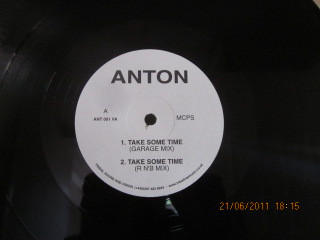 ANTON
A
ANT 001 VA
MCPS
1. TAKE SOME TIME
(GARAGE MIX)
2. TAKE SOME TIME
(R N'B MIX)
21/06/2011 18:15